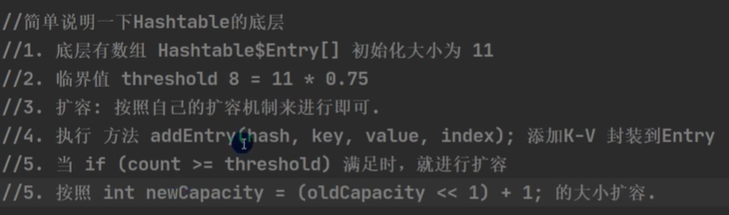 //简单说明一下Hashtable的底层
//1. 底层有数组 Hashtable$Entry[] 初始化大小为 11
//2. 临界值 threshold 8 = 11 * 0.75
//3. 扩容: 按照自己的扩容机制来进行即可.
//4. 执行 方法 addEntry(hash, key, value, index); 添加K-V 封装到Entry
//5. 当 if (count >= threshold) 满足时，就进行扩容
//5. 按照 int newCapacity = (oldCapacity << 1) + 1; 的大小扩容.